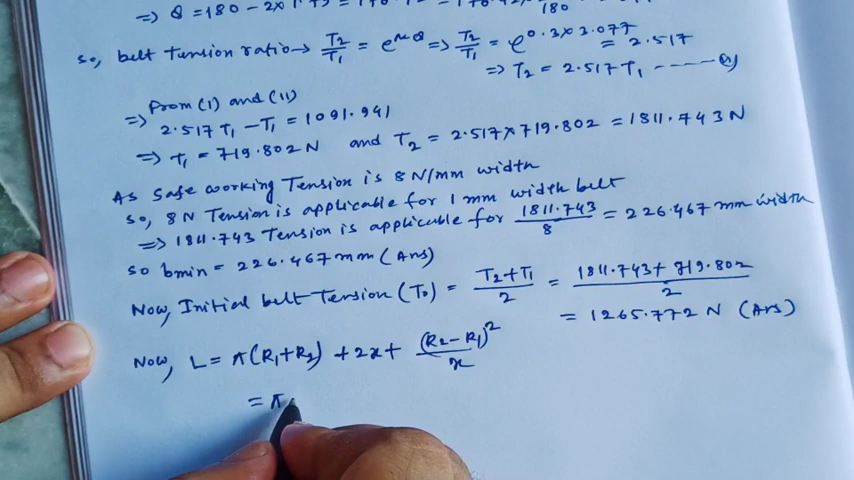 => θ = 180 - 2x
180
so, belt Tension ratio → T2/T1 = e^μθ => T2/T1 = e^0.3x3.077 = 2.517
=> T2 = 2.517 T1
=> From (i) and (ii)
2.517 T1 - T1 = 1091.941
=> T1 = 719.802 N and T2 = 2.517x719.802 = 1811.743 N
As Safe working Tension is 8 N/mm width
so, 8 N Tension is applicable for 1 mm width belt
=> 1811.743 Tension is applicable for 1811.743/8 = 226.467 mm width
so bmin = 226.467 mm (Ans)
Now, Initial belt Tension (T0) = (T2+T1)/2 = (1811.743 + 719.802)/2
= 1265.772 N (Ans)
Now, L = π(R1+R2) + 2x + (R2-R1)^2/x
= π